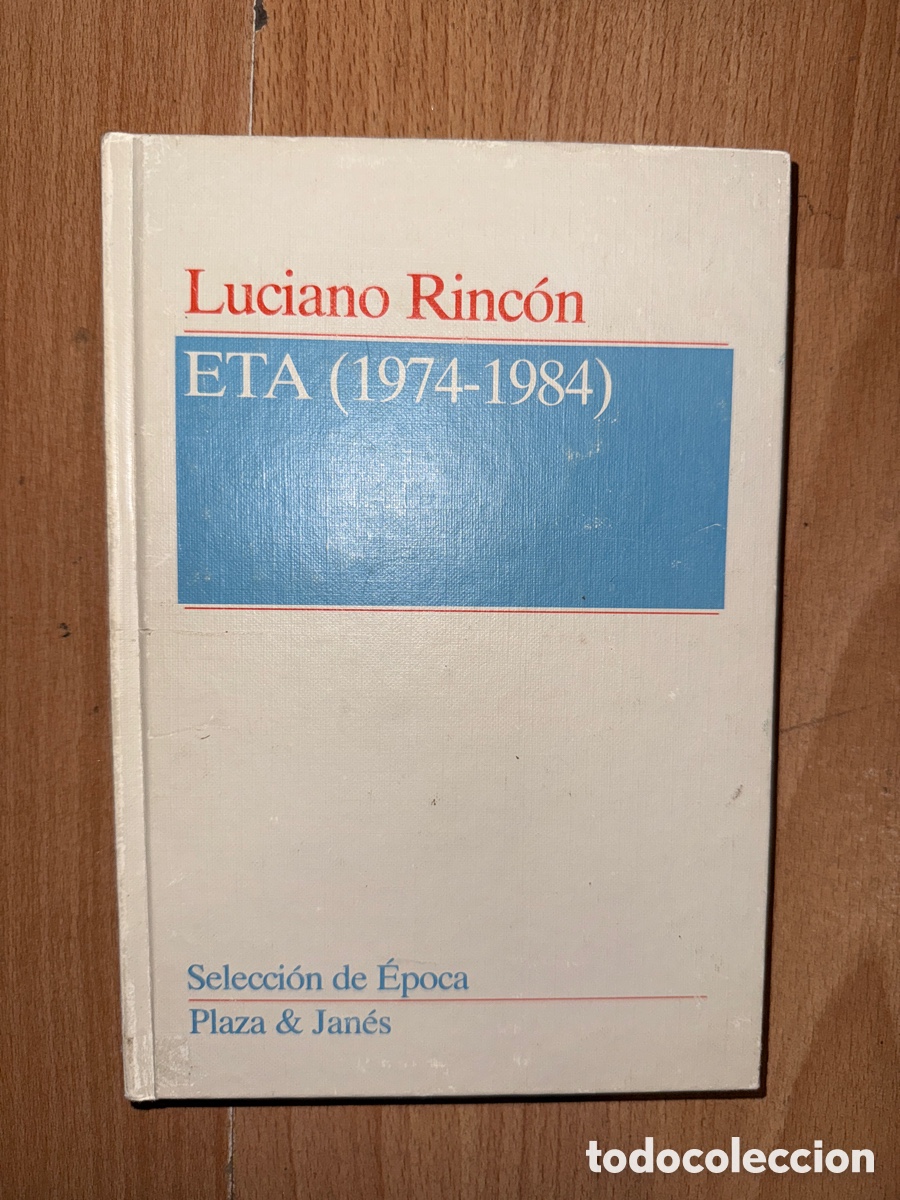 Luciano Rincón
ETA (1974-1984)
Selección de Época
Plaza & Janés
todocoleccion